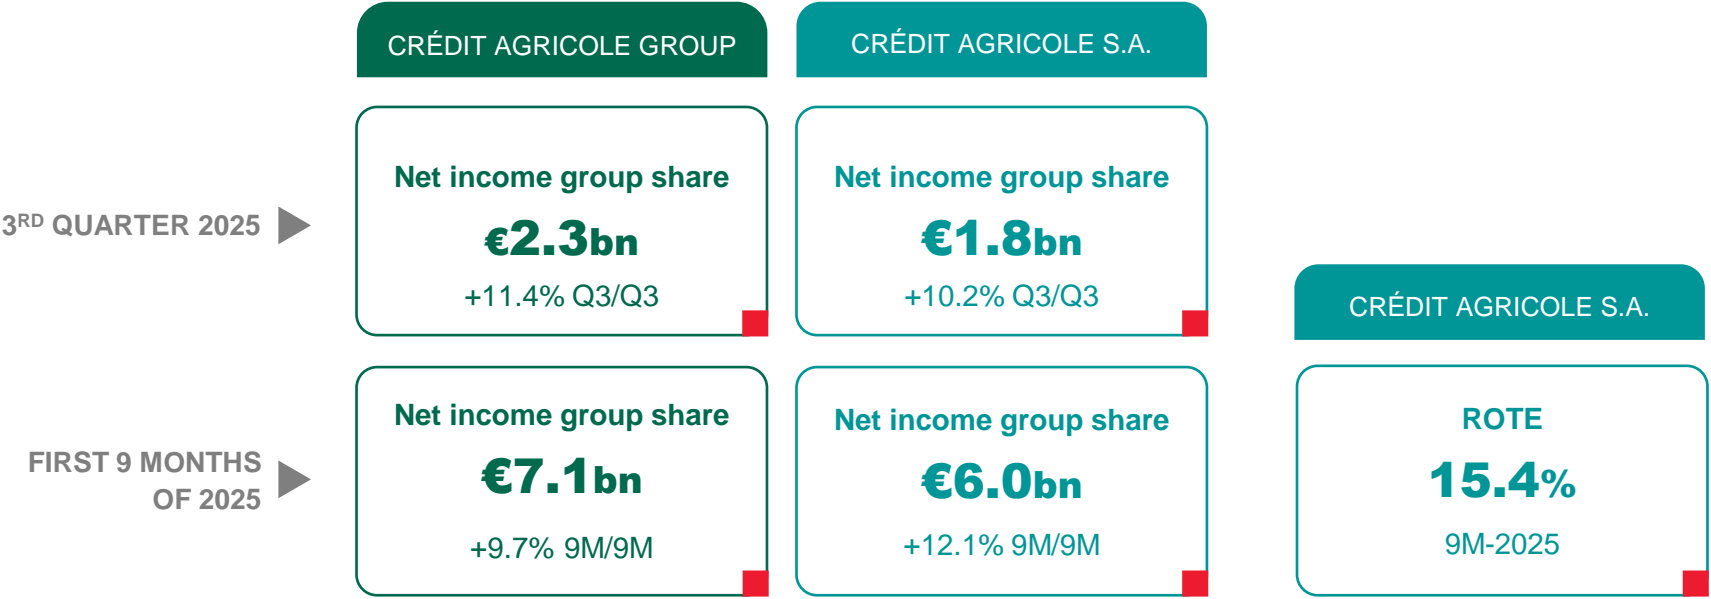 CRÉDIT AGRICOLE GROUP
CRÉDIT AGRICOLE S.A.
3RD QUARTER 2025
Net income group share
€2.3bn
+11.4% Q3/Q3
Net income group share
€1.8bn
+10.2% Q3/Q3
CRÉDIT AGRICOLE S.A.
FIRST 9 MONTHS
OF 2025
Net income group share
€7.1bn
+9.7% 9M/9M
Net income group share
€6.0bn
+12.1% 9M/9M
ROTE
15.4%
9M-2025